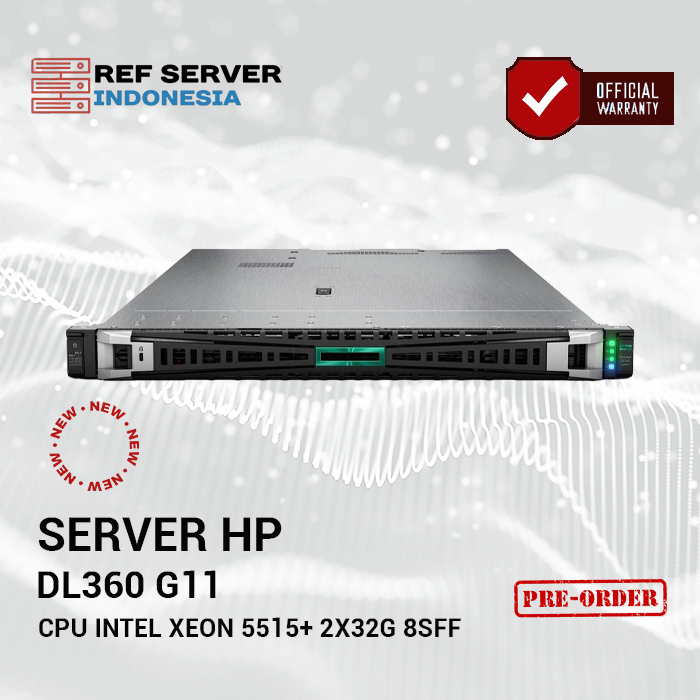 REF SERVER
INDONESIA
OFFICIAL
WARRANTY
NEW • NEW • NEW • NEW • NEW •
SERVER HP
DL360 G11
CPU INTEL XEON 5515+ 2X32G 8SFF
PRE-ORDER